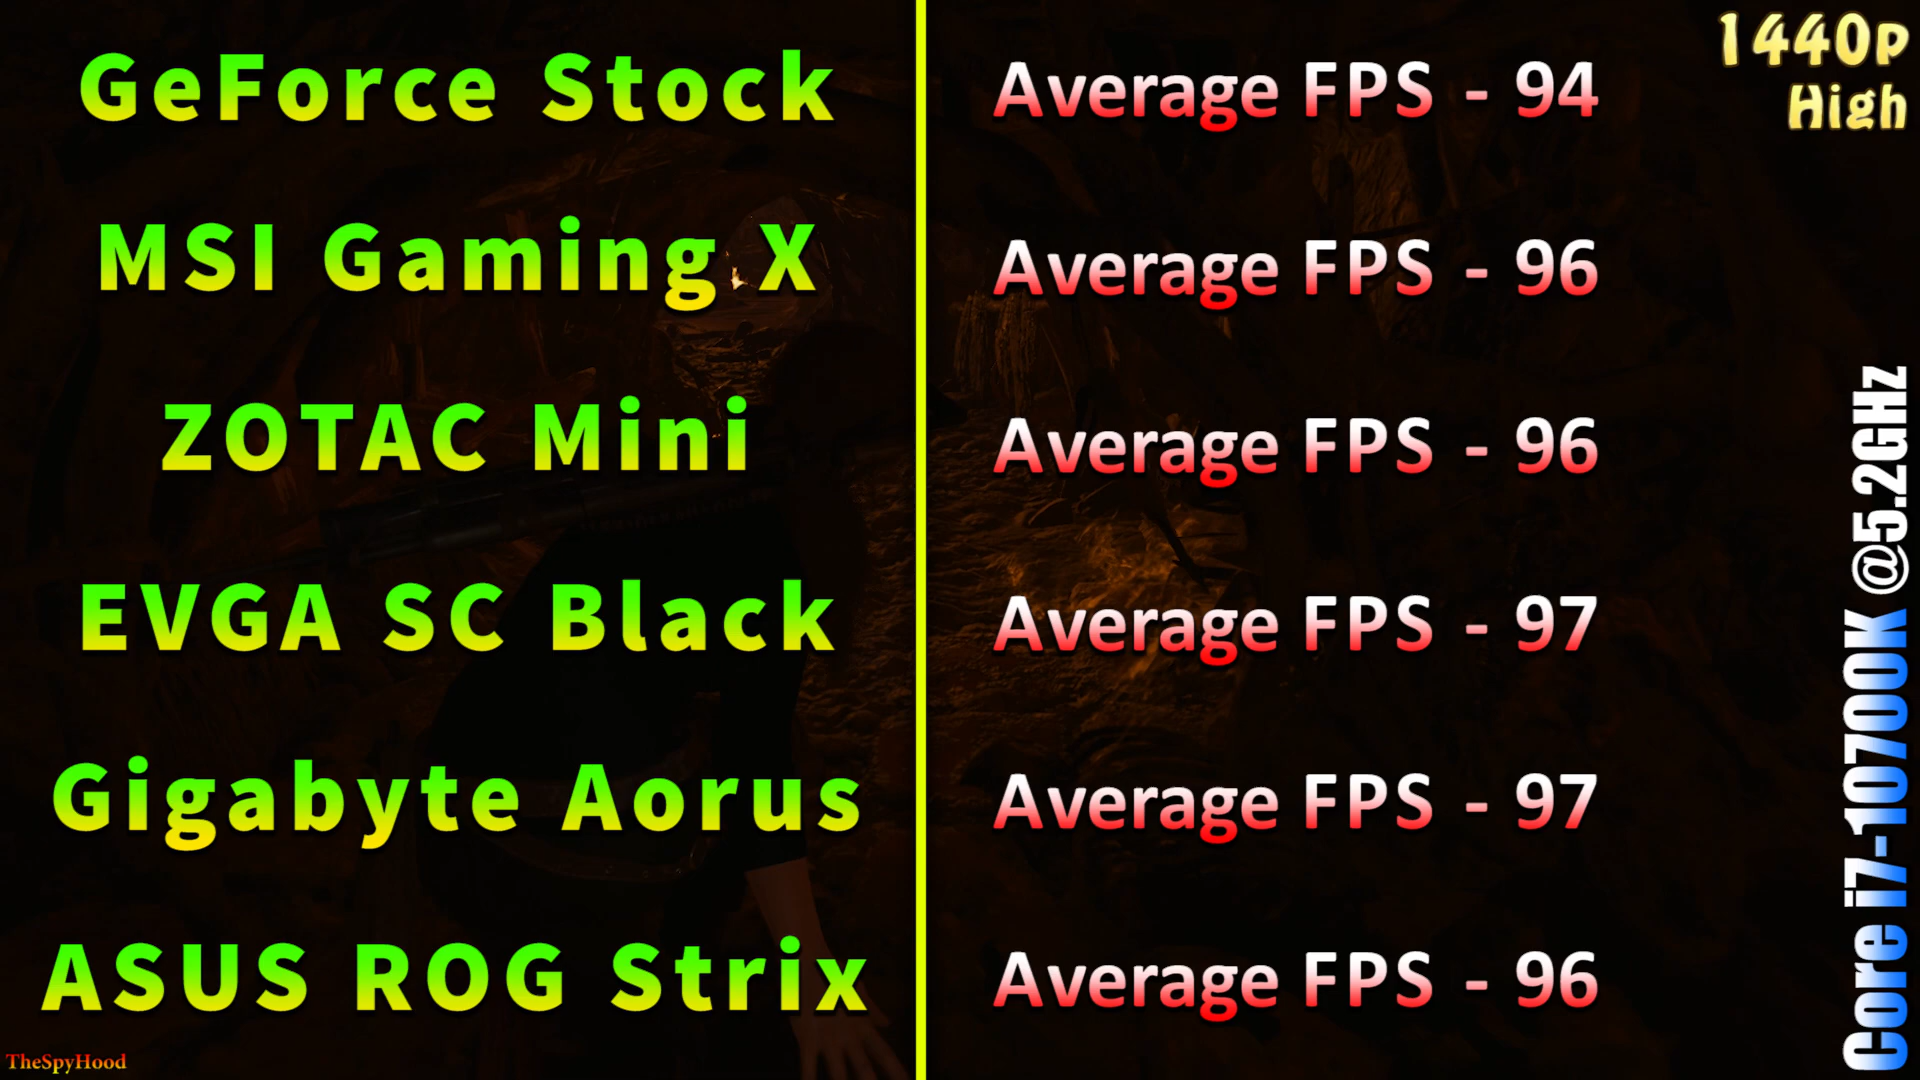 GeForce Stock
Average FPS - 94
MSI Gaming X
Average FPS - 96
ZOTAC Mini
Average FPS - 96
EVGA SC Black
Average FPS - 97
Gigabyte Aorus
Average FPS - 97
ASUS ROG Strix
Average FPS - 96
1440p
High
Core i7-10700K @5.2GHz
TheSpyHood